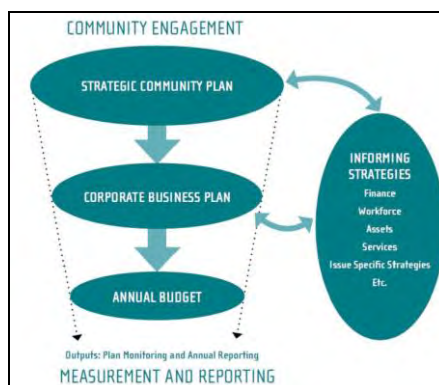 COMMUNITY ENGAGEMENT
STRATEGIC COMMUNITY PLAN
CORPORATE BUSINESS PLAN
ANNUAL BUDGET
INFORMING
STRATEGIES
Finance
Workforce
Assets
Services
Issue Specific Strategies
Etc.
Outputs: Plan Monitoring and Annual Reporting
MEASUREMENT AND REPORTING